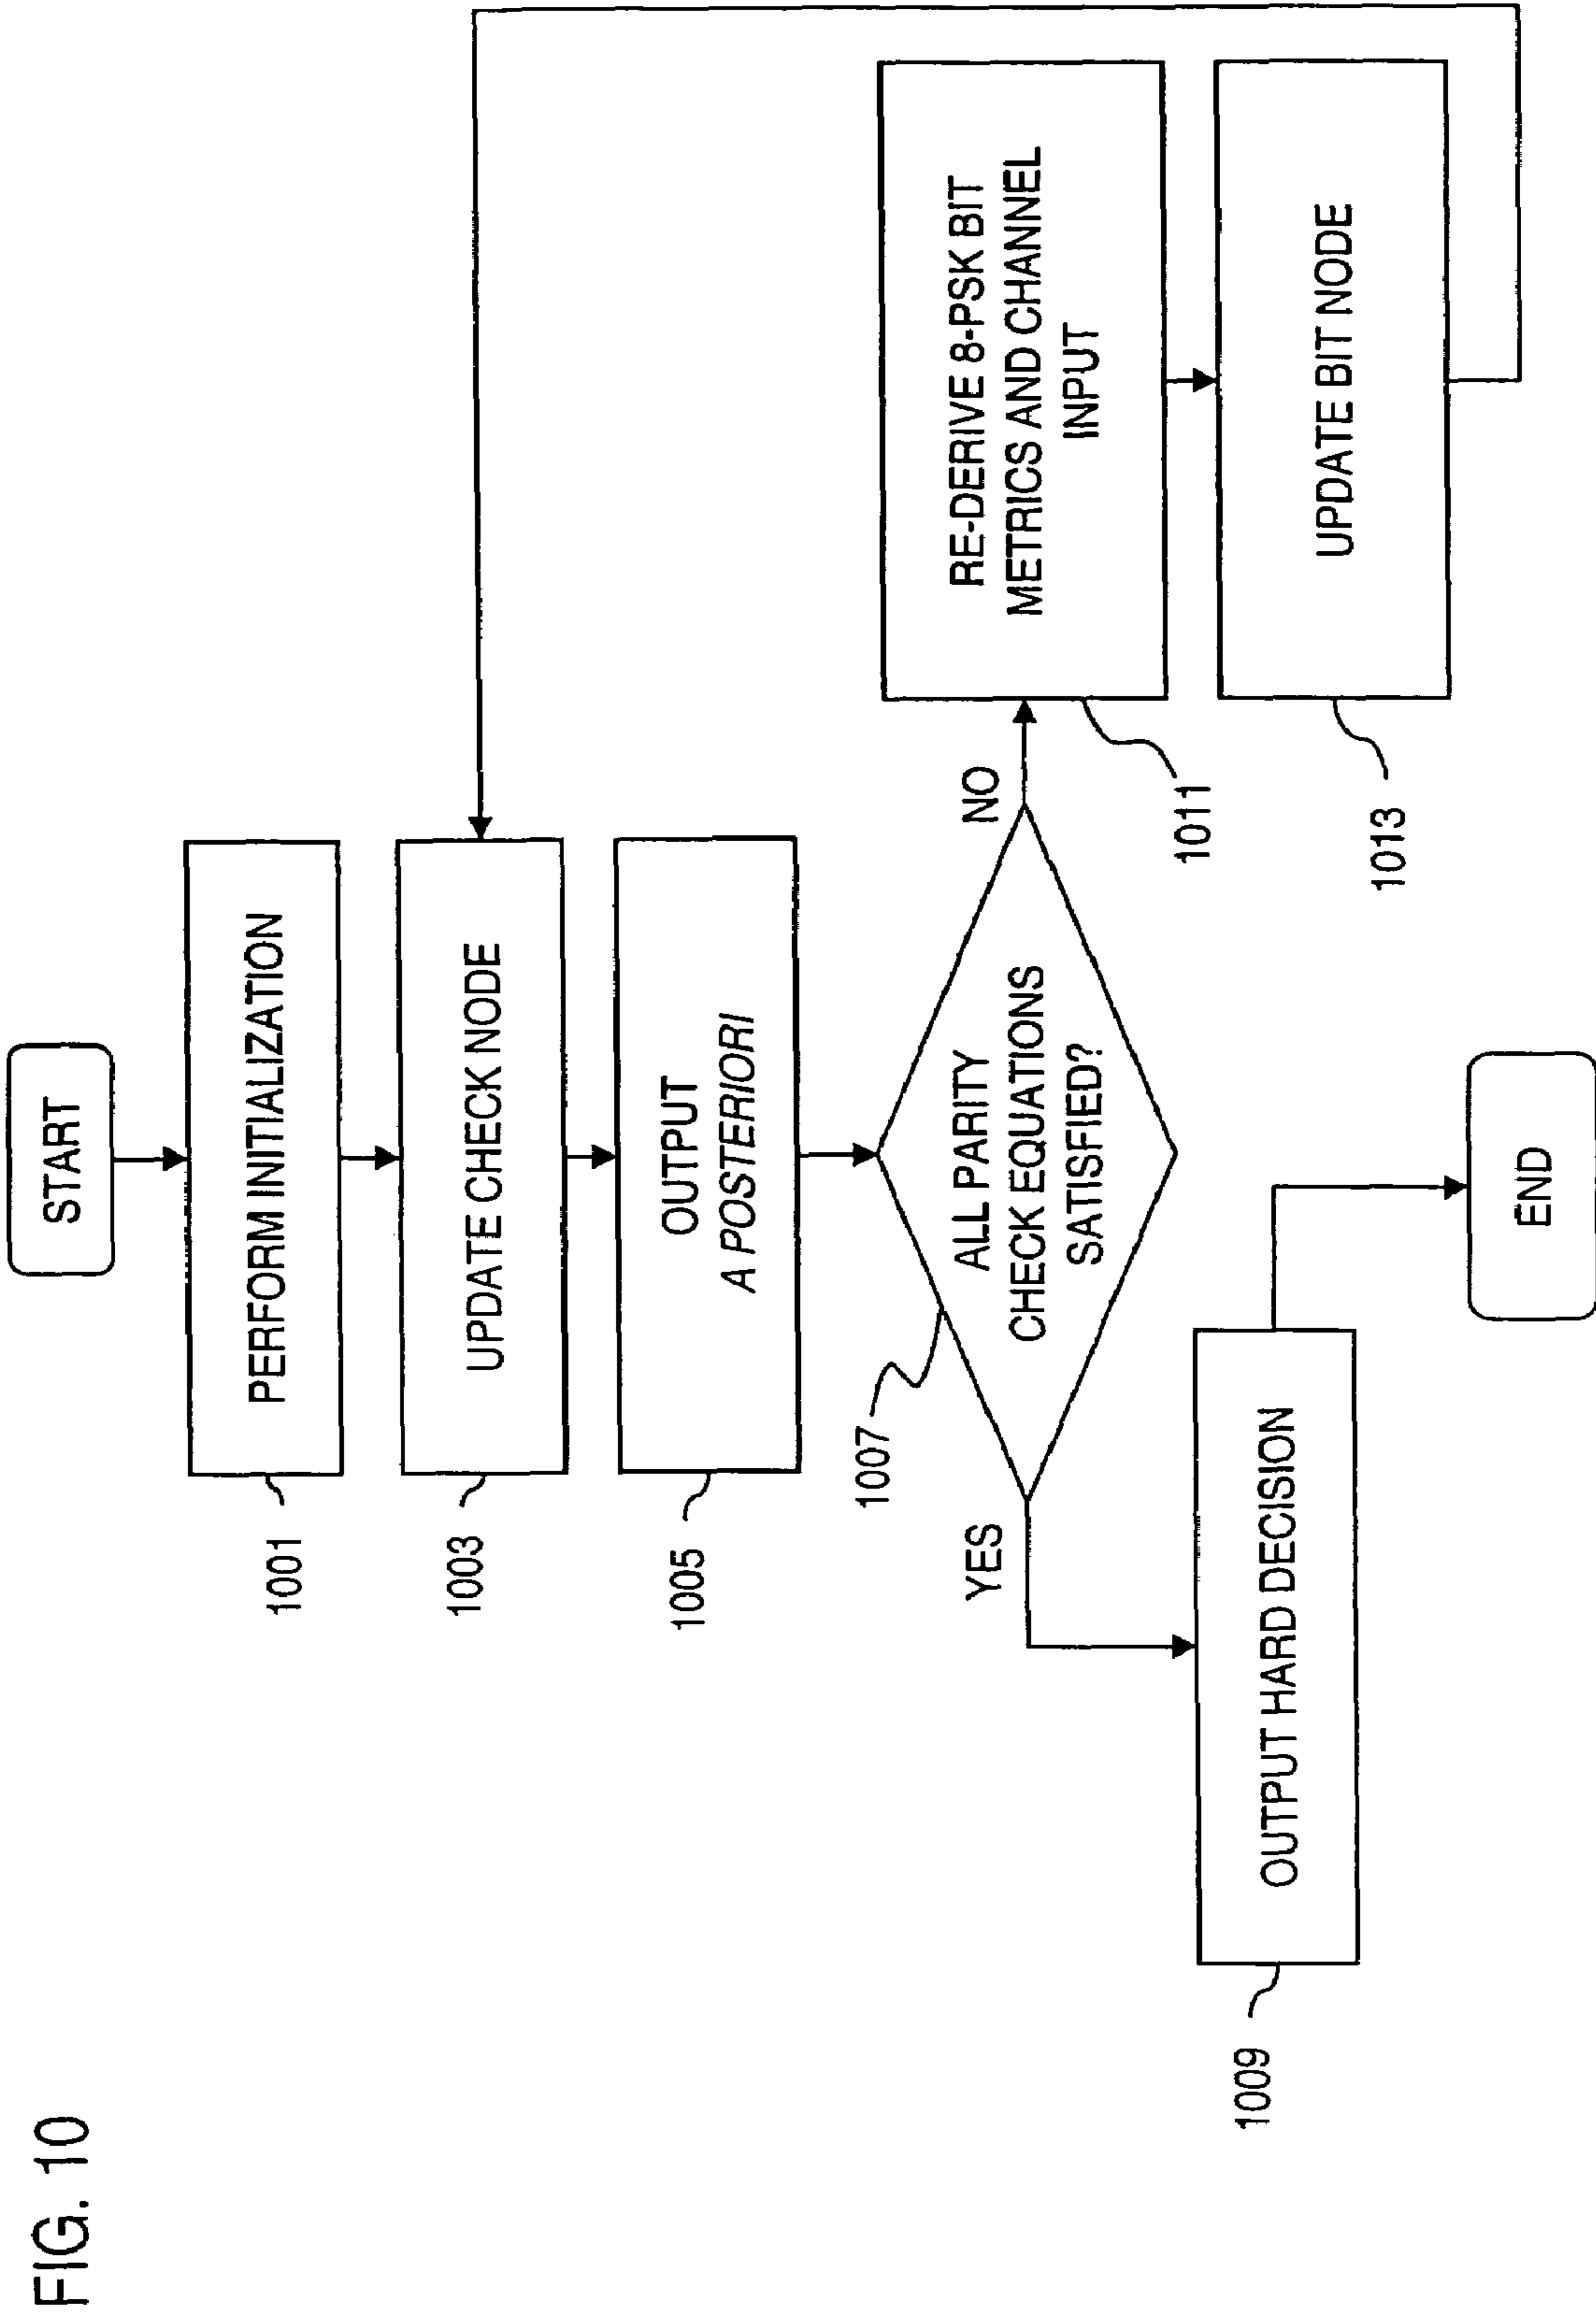 FIG. 10
START
PERFORM INITIALIZATION
1001
UPDATE CHECK NODE
1003
OUTPUT
A POSTERIORI
1005
ALL PARITY
CHECK EQUATIONS
SATISFIED?
1007
YES
NO
RE-DERIVE 8-PSK BIT
METRICS AND CHANNEL
INPUT
1011
UPDATE BIT NODE
1013
OUTPUT HARD DECISION
1009
END